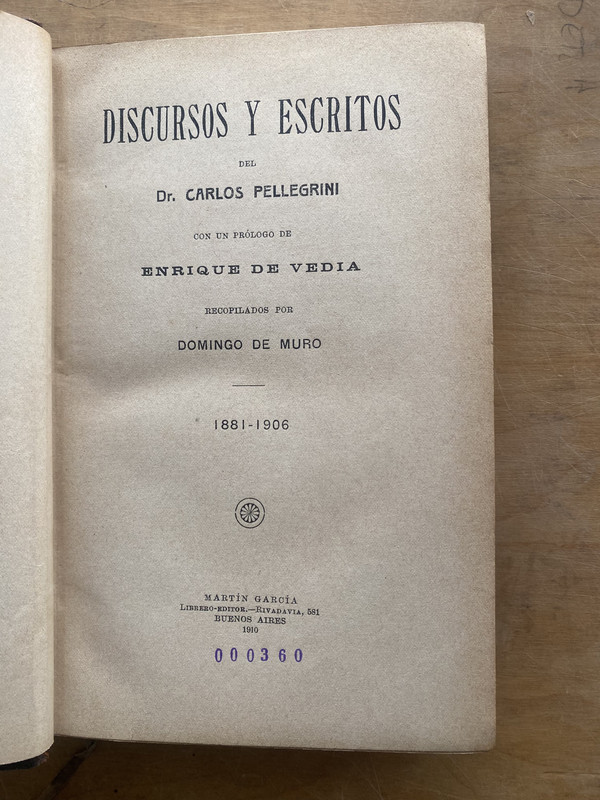 DISCURSOS Y ESCRITOS
DEL
Dr. CARLOS PELLEGRINI
CON UN PRÓLOGO DE
ENRIQUE DE VEDIA
RECOPILADOS POR
DOMINGO DE MURO
1881-1906
MARTÍN GARCÍA
LIBRERO-EDITOR.—RIVADAVIA, 581
BUENOS AIRES
1910
000360